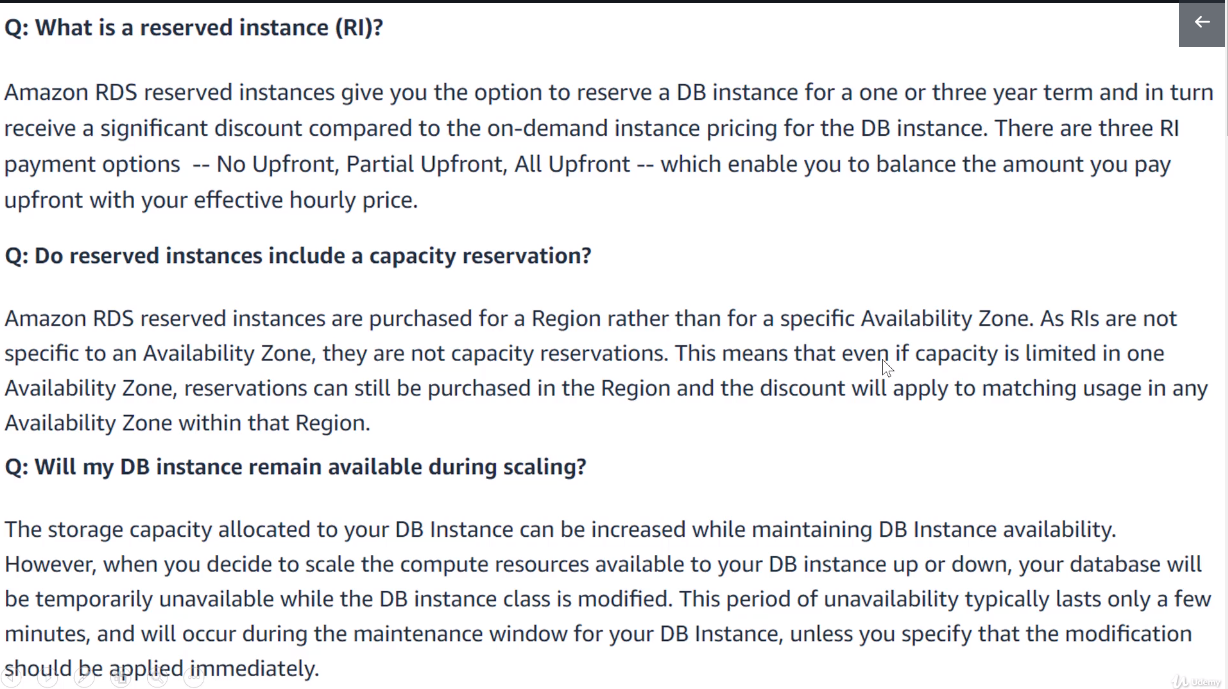 Q: What is a reserved instance (RI)?
Amazon RDS reserved instances give you the option to reserve a DB instance for a one or three year term and in turn
receive a significant discount compared to the on-demand instance pricing for the DB instance. There are three RI
payment options  -- No Upfront, Partial Upfront, All Upfront -- which enable you to balance the amount you pay
upfront with your effective hourly price.
Q: Do reserved instances include a capacity reservation?
Amazon RDS reserved instances are purchased for a Region rather than for a specific Availability Zone. As RIs are not
specific to an Availability Zone, they are not capacity reservations. This means that even if capacity is limited in one
Availability Zone, reservations can still be purchased in the Region and the discount will apply to matching usage in any
Availability Zone within that Region.
Q: Will my DB instance remain available during scaling?
The storage capacity allocated to your DB Instance can be increased while maintaining DB Instance availability.
However, when you decide to scale the compute resources available to your DB instance up or down, your database will
be temporarily unavailable while the DB instance class is modified. This period of unavailability typically lasts only a few
minutes, and will occur during the maintenance window for your DB Instance, unless you specify that the modification
should be applied immediately.
Udemy